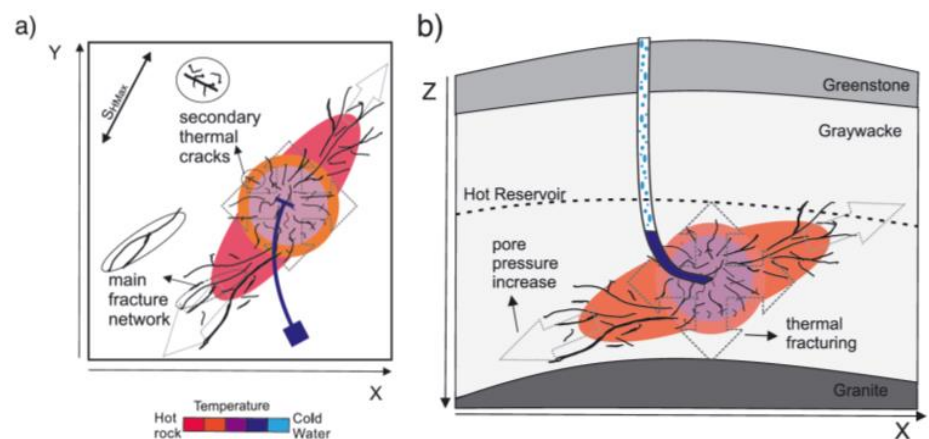 a)
Y
SHMax
secondary
thermal
cracks
main
fracture
network
X
Temperature
Hot
rock
Cold
Water
b)
Z
Greenstone
Graywacke
Hot Reservoir
pore
pressure
increase
thermal
fracturing
Granite
X